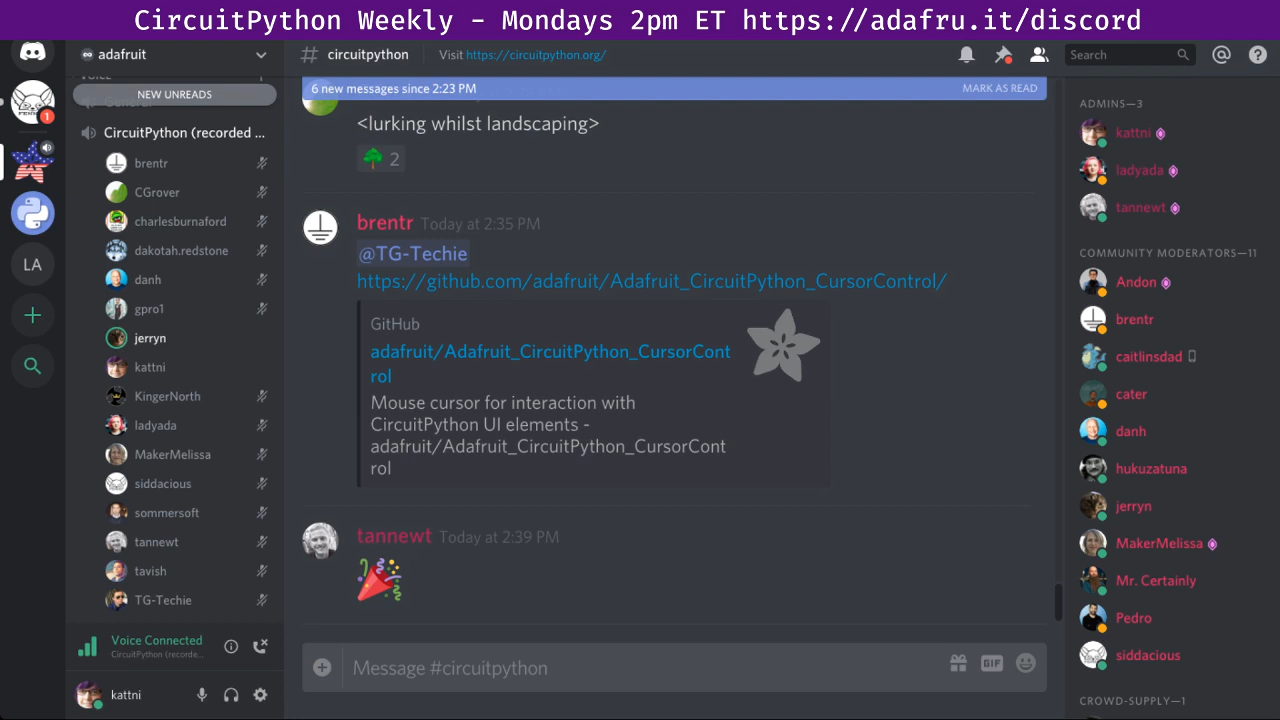 CircuitPython Weekly - Mondays 2pm ET https://adafru.it/discord
adafruit
# circuitpython
Visit https://circuitpython.org/
Search
Voice
General
NEW UNREADS
CircuitPython (recorded ...
brentr
CGrover
charlesburnaford
dakotah.redstone
danh
gpro1
jerryn
kattni
KingerNorth
ladyada
MakerMelissa
siddacious
sommersoft
tannewt
tavish
TG-Techie
Voice Connected
CircuitPython (recorde...
kattni
1
LA
6 new messages since 2:23 PM
MARK AS READ
<lurking whilst landscaping>
2
brentr Today at 2:35 PM
@TG-Techie
https://github.com/adafruit/Adafruit_CircuitPython_CursorControl/
GitHub
adafruit/Adafruit_CircuitPython_CursorCont
rol
Mouse cursor for interaction with
CircuitPython UI elements -
adafruit/Adafruit_CircuitPython_CursorCont
rol
tannewt Today at 2:39 PM
Message #circuitpython
GIF
ADMINS—3
kattni
ladyada
tannewt
COMMUNITY MODERATORS—11
Andon
brentr
caitlinsdad
cater
danh
hukuzatuna
jerryn
MakerMelissa
Mr. Certainly
Pedro
siddacious
CROWD-SUPPLY—1